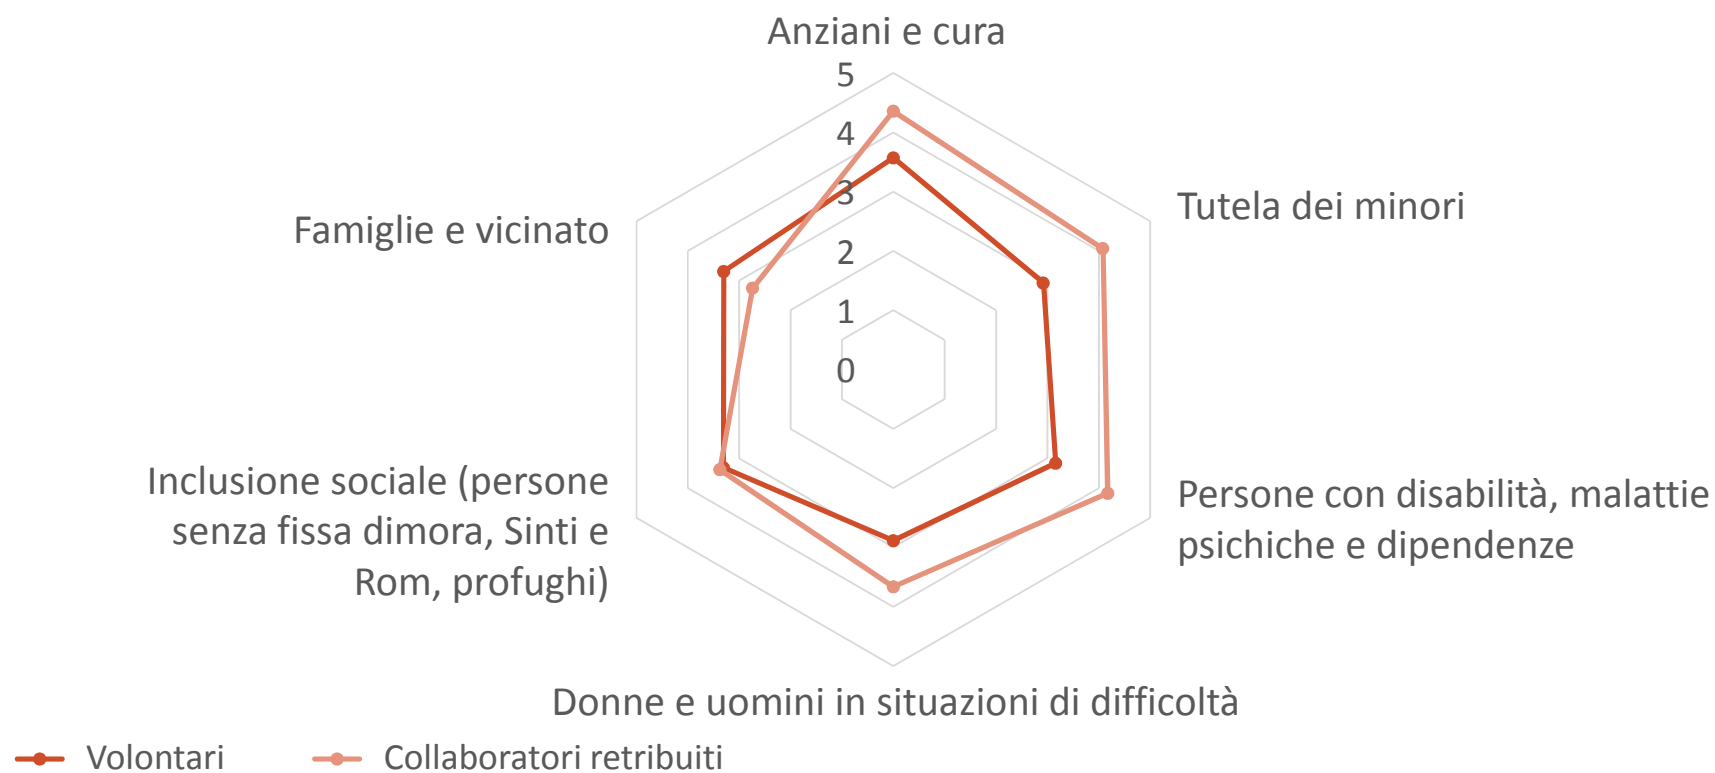 Anziani e cura
5
4
3
2
1
0
Tutela dei minori
Famiglie e vicinato
Inclusione sociale (persone
senza fissa dimora, Sinti e
Rom, profughi)
Persone con disabilità, malattie
psichiche e dipendenze
Donne e uomini in situazioni di difficoltà
Volontari
Collaboratori retribuiti